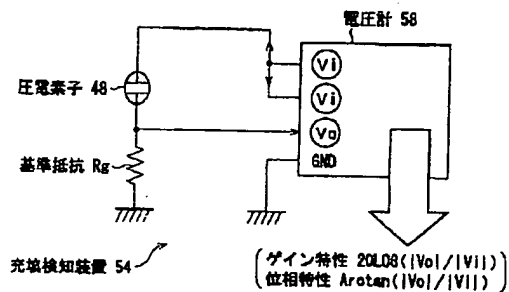 電圧計 58
Vi
圧電素子 48
Vi
Vo
基準抵抗 Rg
GND
充填検知装置 54
ゲイン特性 20LOG(|Vo|/|Vi|)
位相特性 Arctan(|Vo|/|Vi|)